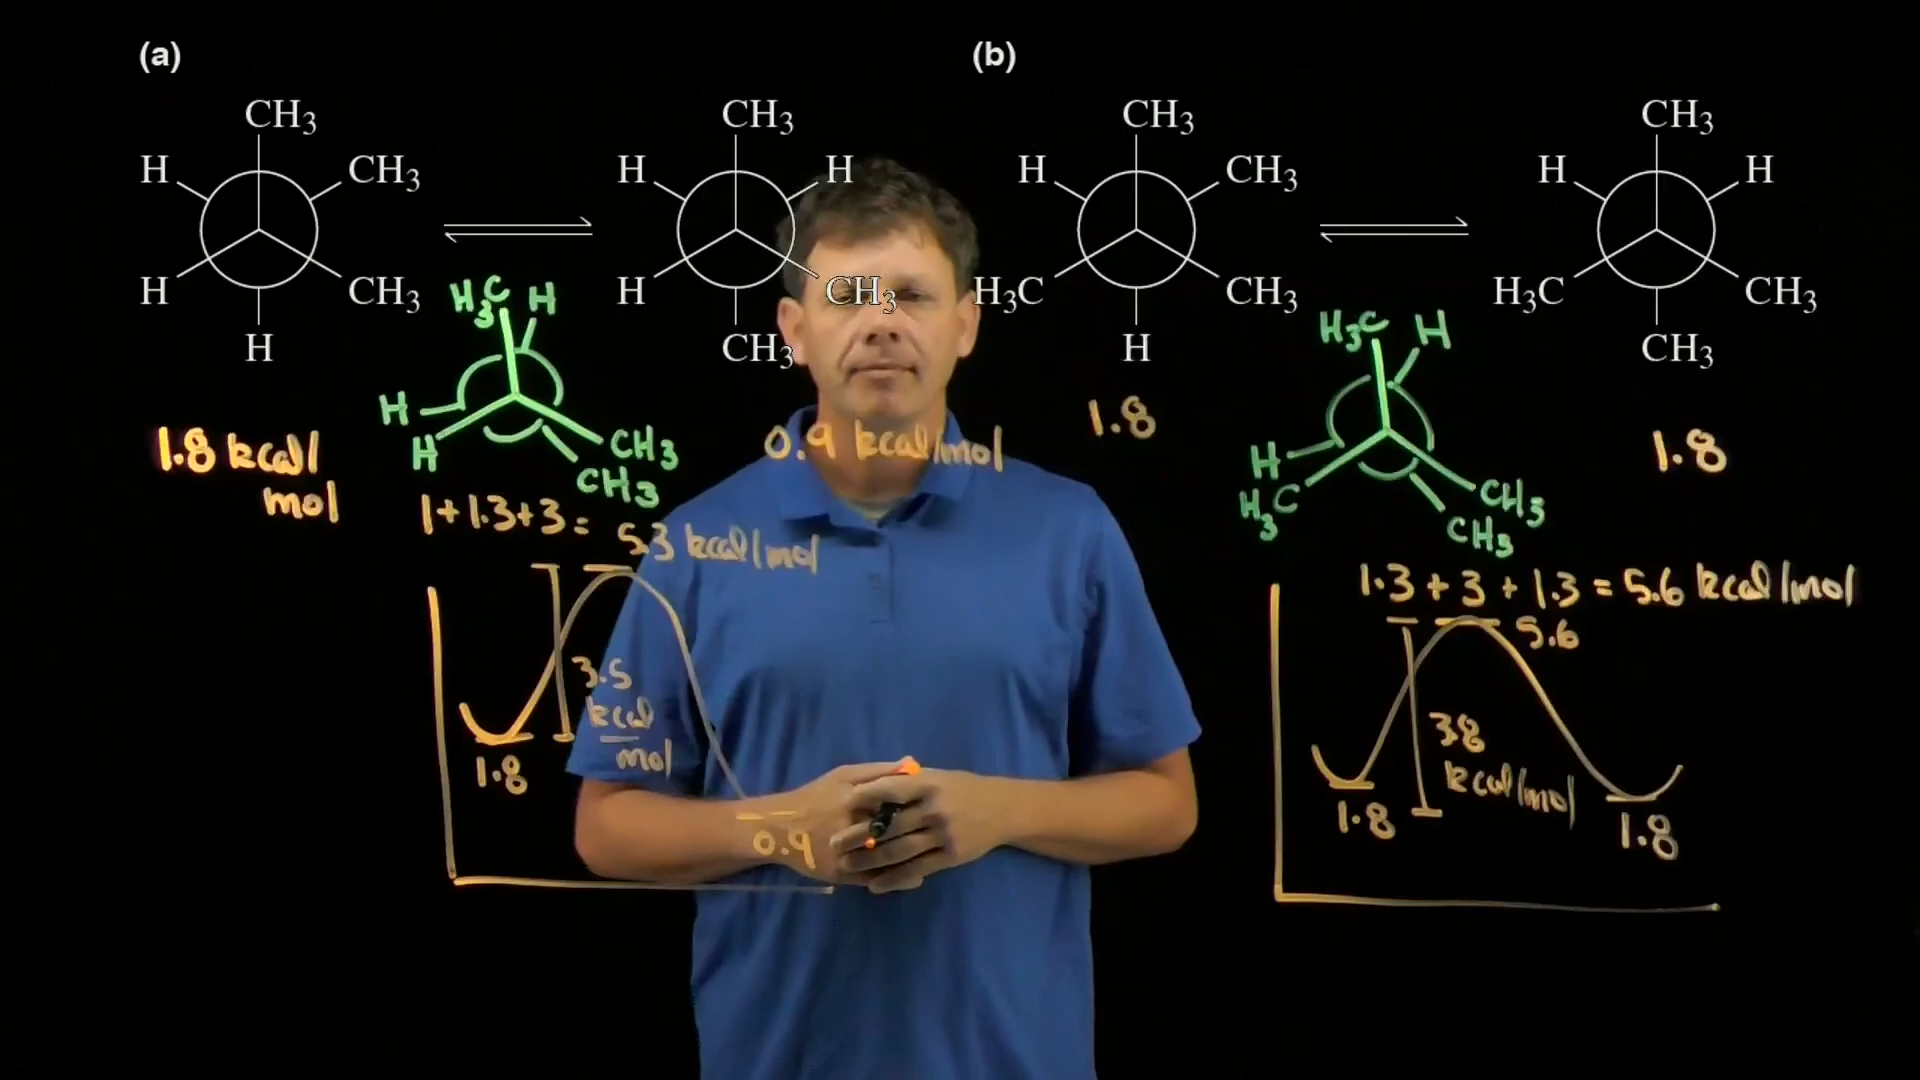 (a)
CH3
H
CH3
H
CH3
H
CH3
H
H
H
CH3
CH3
H3C
H
H
H
CH3
CH3
1.8 kcal/
mol
0.9 kcal/mol
1+1.3+3= 5.3 kcal/mol
3.5
kcal
mol
1.8
0.9
(b)
CH3
H
CH3
H3C
CH3
H
CH3
H
H
H3C
CH3
CH3
H3C
H
H
H3C
CH3
CH3
1.8
1.8
1.3 + 3 + 1.3 = 5.6 kcal/mol
5.6
3.8
kcal/mol
1.8
1.8